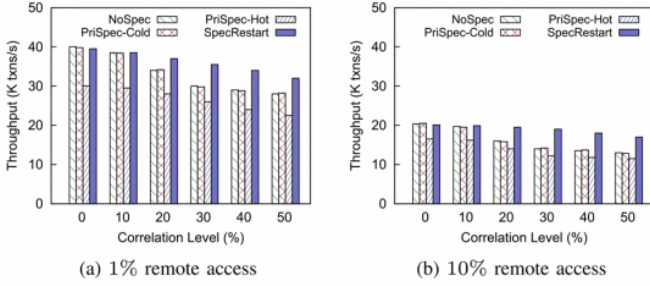 50
40
30
20
10
0
Throughput (K txns/s)
NoSpec
PriSpec-Cold
PriSpec-Hot
SpecRestart
0 10 20 30 40 50
Correlation Level (%)
(a) 1% remote access
50
40
30
20
10
0
Throughput (K txns/s)
NoSpec
PriSpec-Cold
PriSpec-Hot
SpecRestart
0 10 20 30 40 50
Correlation Level (%)
(b) 10% remote access